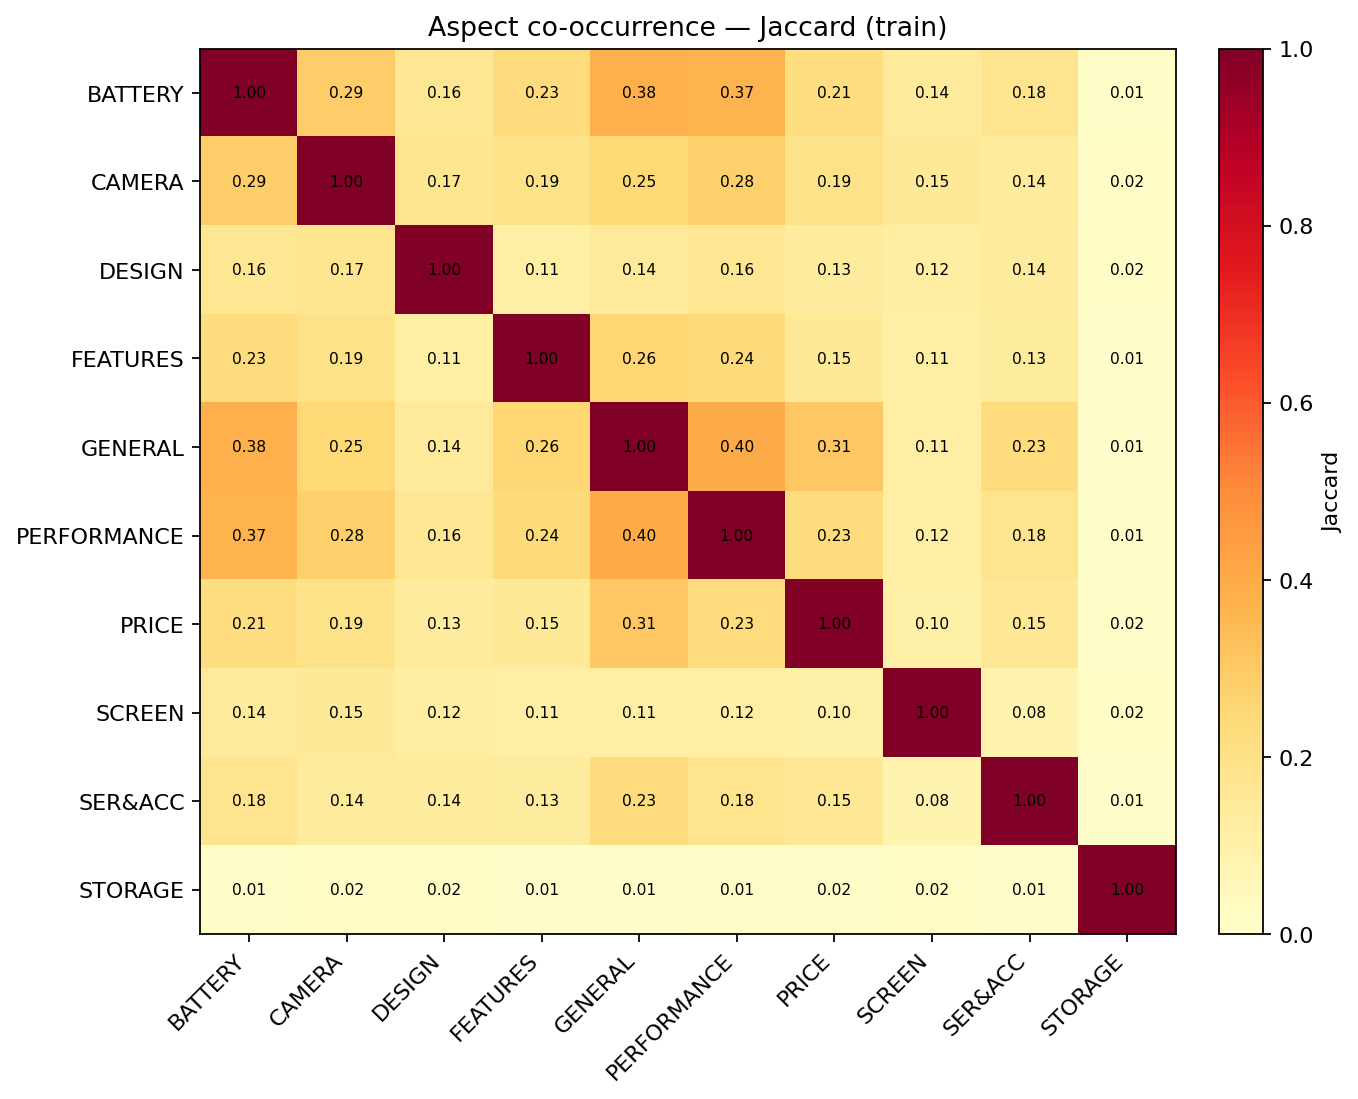 Aspect co-occurrence — Jaccard (train)
BATTERY 1.00 0.29 0.16 0.23 0.38 0.37 0.21 0.14 0.18 0.01
CAMERA 0.29 1.00 0.17 0.19 0.25 0.28 0.19 0.15 0.14 0.02
DESIGN 0.16 0.17 1.00 0.11 0.14 0.16 0.13 0.12 0.14 0.02
FEATURES 0.23 0.19 0.11 1.00 0.26 0.24 0.15 0.11 0.13 0.01
GENERAL 0.38 0.25 0.14 0.26 1.00 0.40 0.31 0.11 0.23 0.01
PERFORMANCE 0.37 0.28 0.16 0.24 0.40 1.00 0.23 0.12 0.18 0.01
PRICE 0.21 0.19 0.13 0.15 0.31 0.23 1.00 0.10 0.15 0.02
SCREEN 0.14 0.15 0.12 0.11 0.11 0.12 0.10 1.00 0.08 0.02
SER&ACC 0.18 0.14 0.14 0.13 0.23 0.18 0.15 0.08 1.00 0.01
STORAGE 0.01 0.02 0.02 0.01 0.01 0.01 0.02 0.02 0.01 1.00
BATTERY CAMERA DESIGN FEATURES GENERAL PERFORMANCE PRICE SCREEN SER&ACC STORAGE
1.0
0.8
0.6
0.4
0.2
0.0
Jaccard